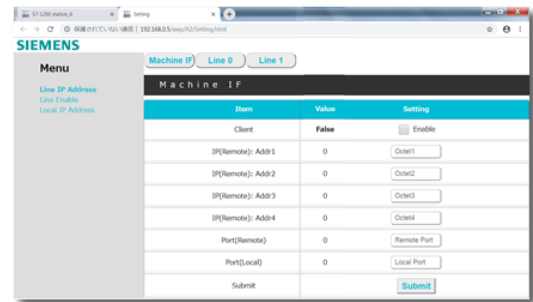 S7-1200 station_6
Setting
保護されていない通信 | 192.168.0.5/awp/A2/Setting.html
SIEMENS
Menu
Line IP Address
Line Enable
Local IP Address
Machine IF
Line 0
Line 1
Machine IF
Item Value Setting
Client False Enable
IP(Remote): Addr1 0 Octet1
IP(Remote): Addr2 0 Octet2
IP(Remote): Addr3 0 Octet3
IP(Remote): Addr4 0 Octet4
Port(Remote) 0 Remote Port
Port(Local) 0 Local Port
Submit Submit